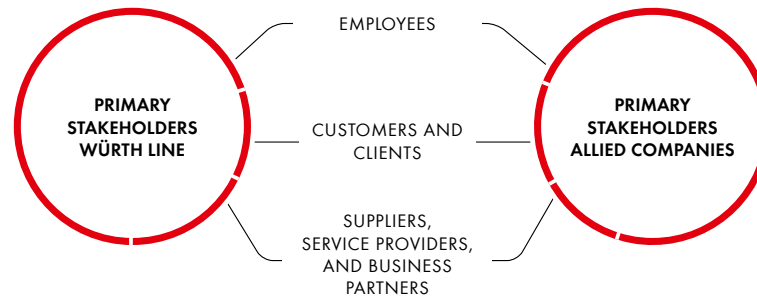 EMPLOYEES
PRIMARY
STAKEHOLDERS
WÜRTH LINE
CUSTOMERS AND
CLIENTS
PRIMARY
STAKEHOLDERS
ALLIED COMPANIES
SUPPLIERS,
SERVICE PROVIDERS,
AND BUSINESS
PARTNERS